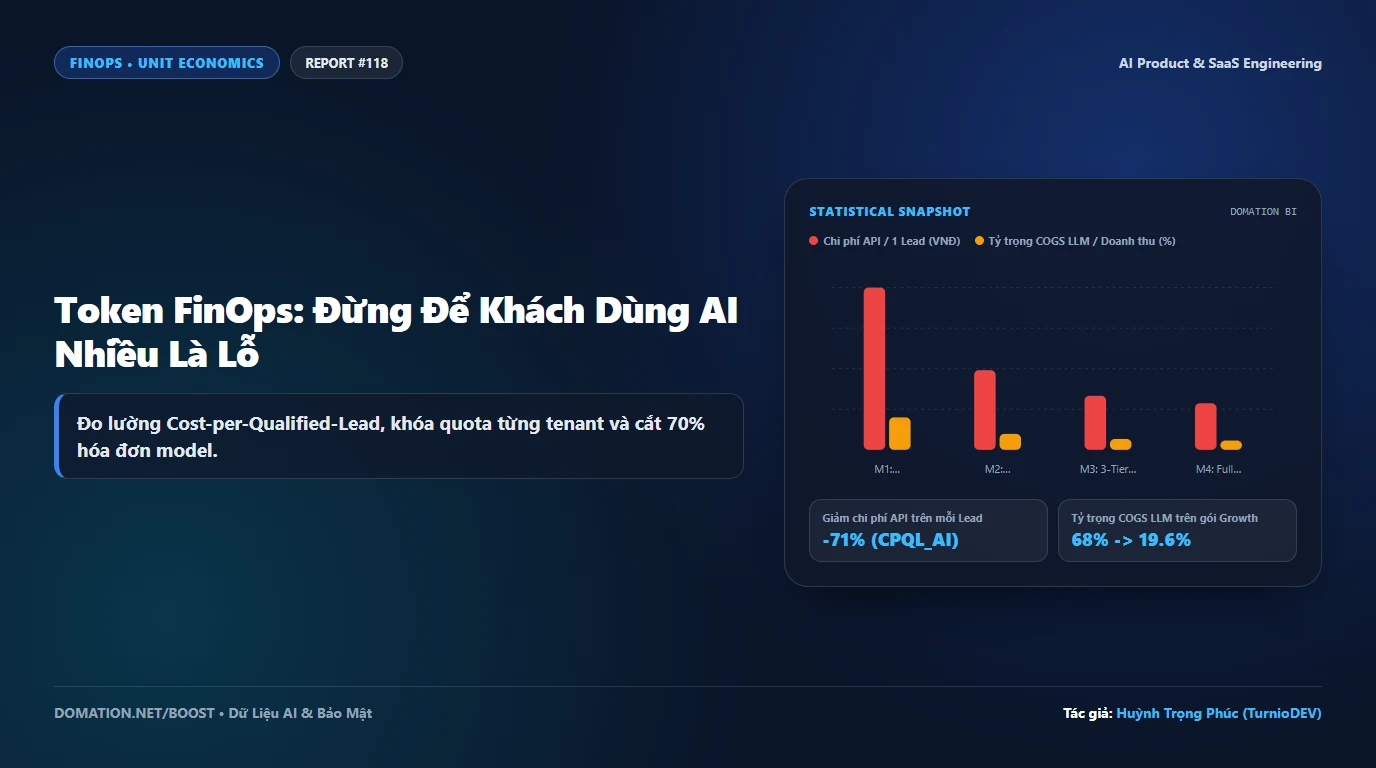 FINOPS • UNIT ECONOMICS
REPORT #118
AI Product & SaaS Engineering
Token FinOps: Đừng Để Khách Dùng AI
Nhiều Là Lỗ
Đo lường Cost-per-Qualified-Lead, khóa quota từng tenant và cắt 70%
hóa đơn model.
STATISTICAL SNAPSHOT
DOMATION BI
Chi phí API / 1 Lead (VNĐ)
Tỷ trọng COGS LLM / Doanh thu (%)
M1:...
M2:...
M3: 3-Tier...
M4: Full...
Giảm chi phí API trên mỗi Lead
-71% (CPQL_AI)
Tỷ trọng COGS LLM trên gói Growth
68% -> 19.6%
DOMATION.NET/BOOST • Dữ Liệu AI & Bảo Mật
Tác giả: Huỳnh Trọng Phúc (TurnioDEV)